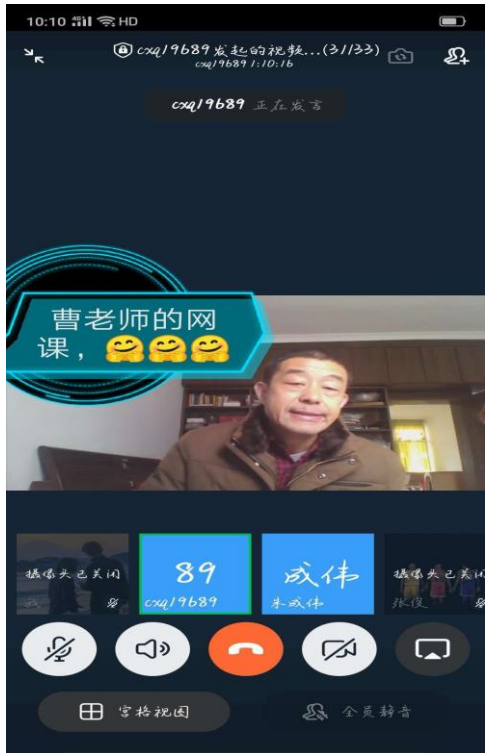 10:10 HD
cxq19689发起的视频...(31/33)
cxq19689 1:10:16
cxq19689 正在发言
曹老师的网
课，🤗🤗🤗
摄像头已关闭
89
cxq19689
成伟
朱成伟
摄像头已关闭
张俊
宫格视图
全员静音